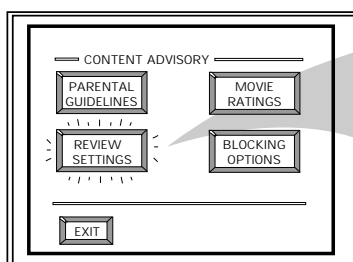 CONTENT ADVISORY
PARENTAL
GUIDELINES
MOVIE
RATINGS
REVIEW
SETTINGS
BLOCKING
OPTIONS
EXIT